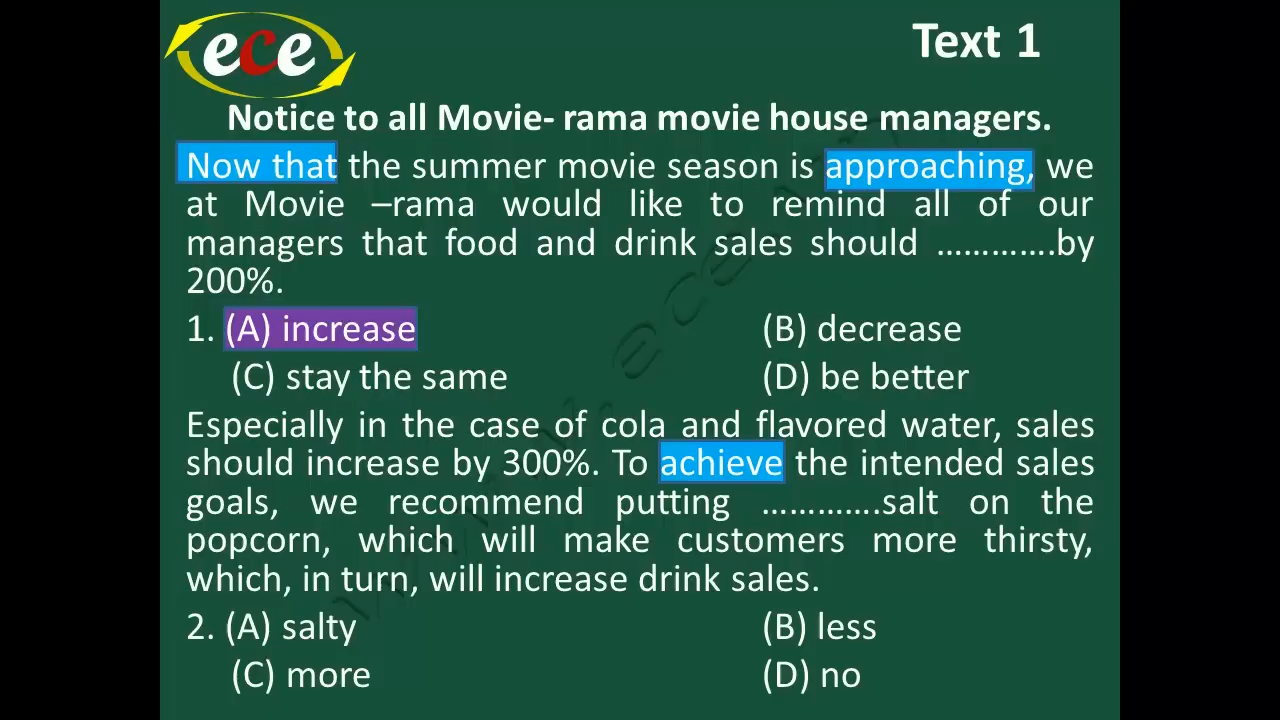 ece
Text 1
Notice to all Movie- rama movie house managers.
Now that the summer movie season is approaching, we
at Movie –rama would like to remind all of our
managers that food and drink sales should ………….by
200%.
1. (A) increase (B) decrease
(C) stay the same (D) be better
Especially in the case of cola and flavored water, sales
should increase by 300%. To achieve the intended sales
goals, we recommend putting ………….salt on the
popcorn, which will make customers more thirsty,
which, in turn, will increase drink sales.
2. (A) salty (B) less
(C) more (D) no